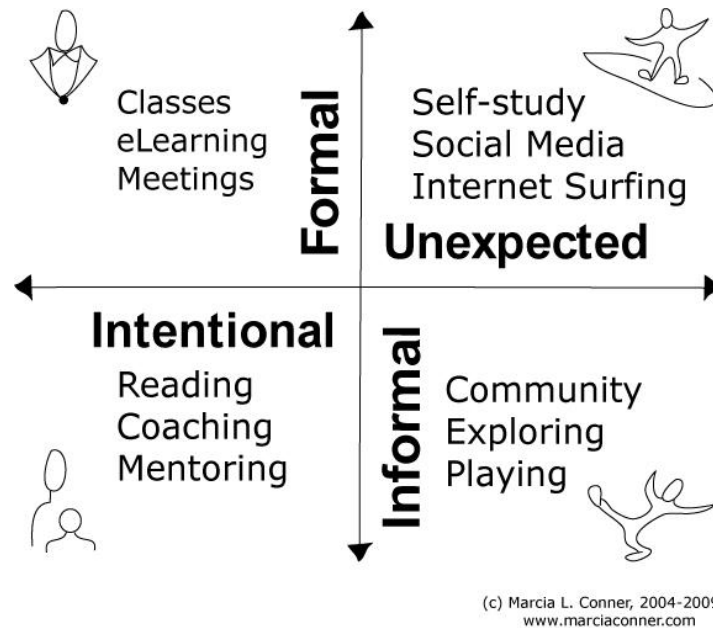 Classes
eLearning
Meetings
Formal
Self-study
Social Media
Internet Surfing
Unexpected
Intentional
Reading
Coaching
Mentoring
Informal
Community
Exploring
Playing
(c) Marcia L. Conner, 2004-2009
www.marciaconner.com